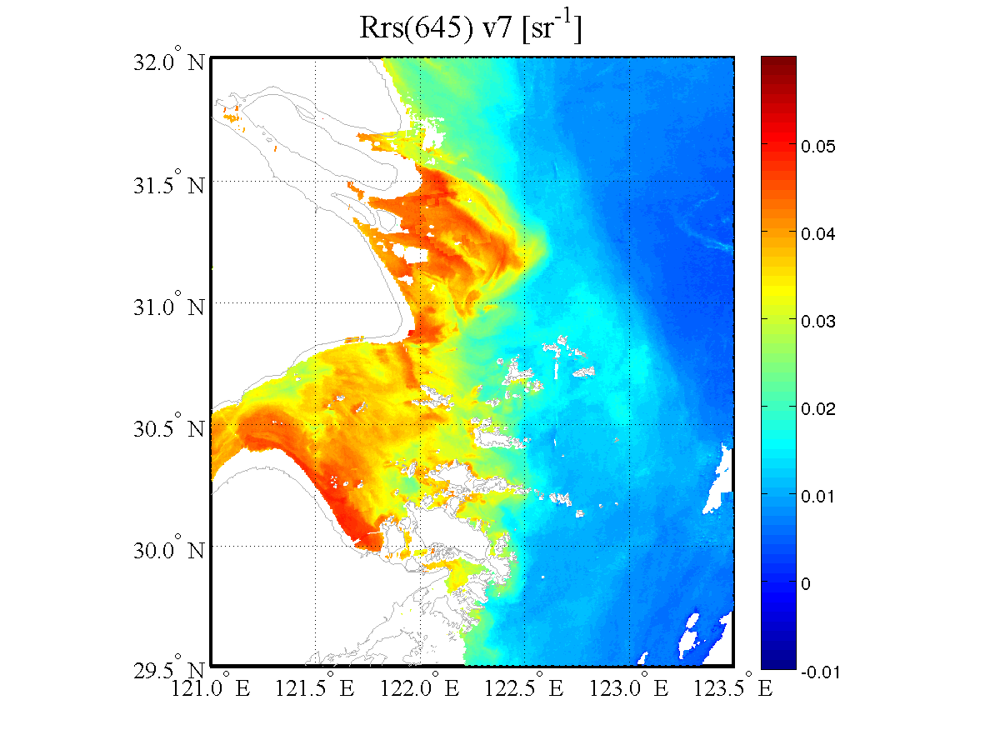 Rrs(645) v7 [sr⁻¹]
32.0° N
31.5° N
31.0° N
30.5° N
30.0° N
29.5° N
121.0° E 121.5° E 122.0° E 122.5° E 123.0° E 123.5° E
0.05
0.04
0.03
0.02
0.01
0
-0.01